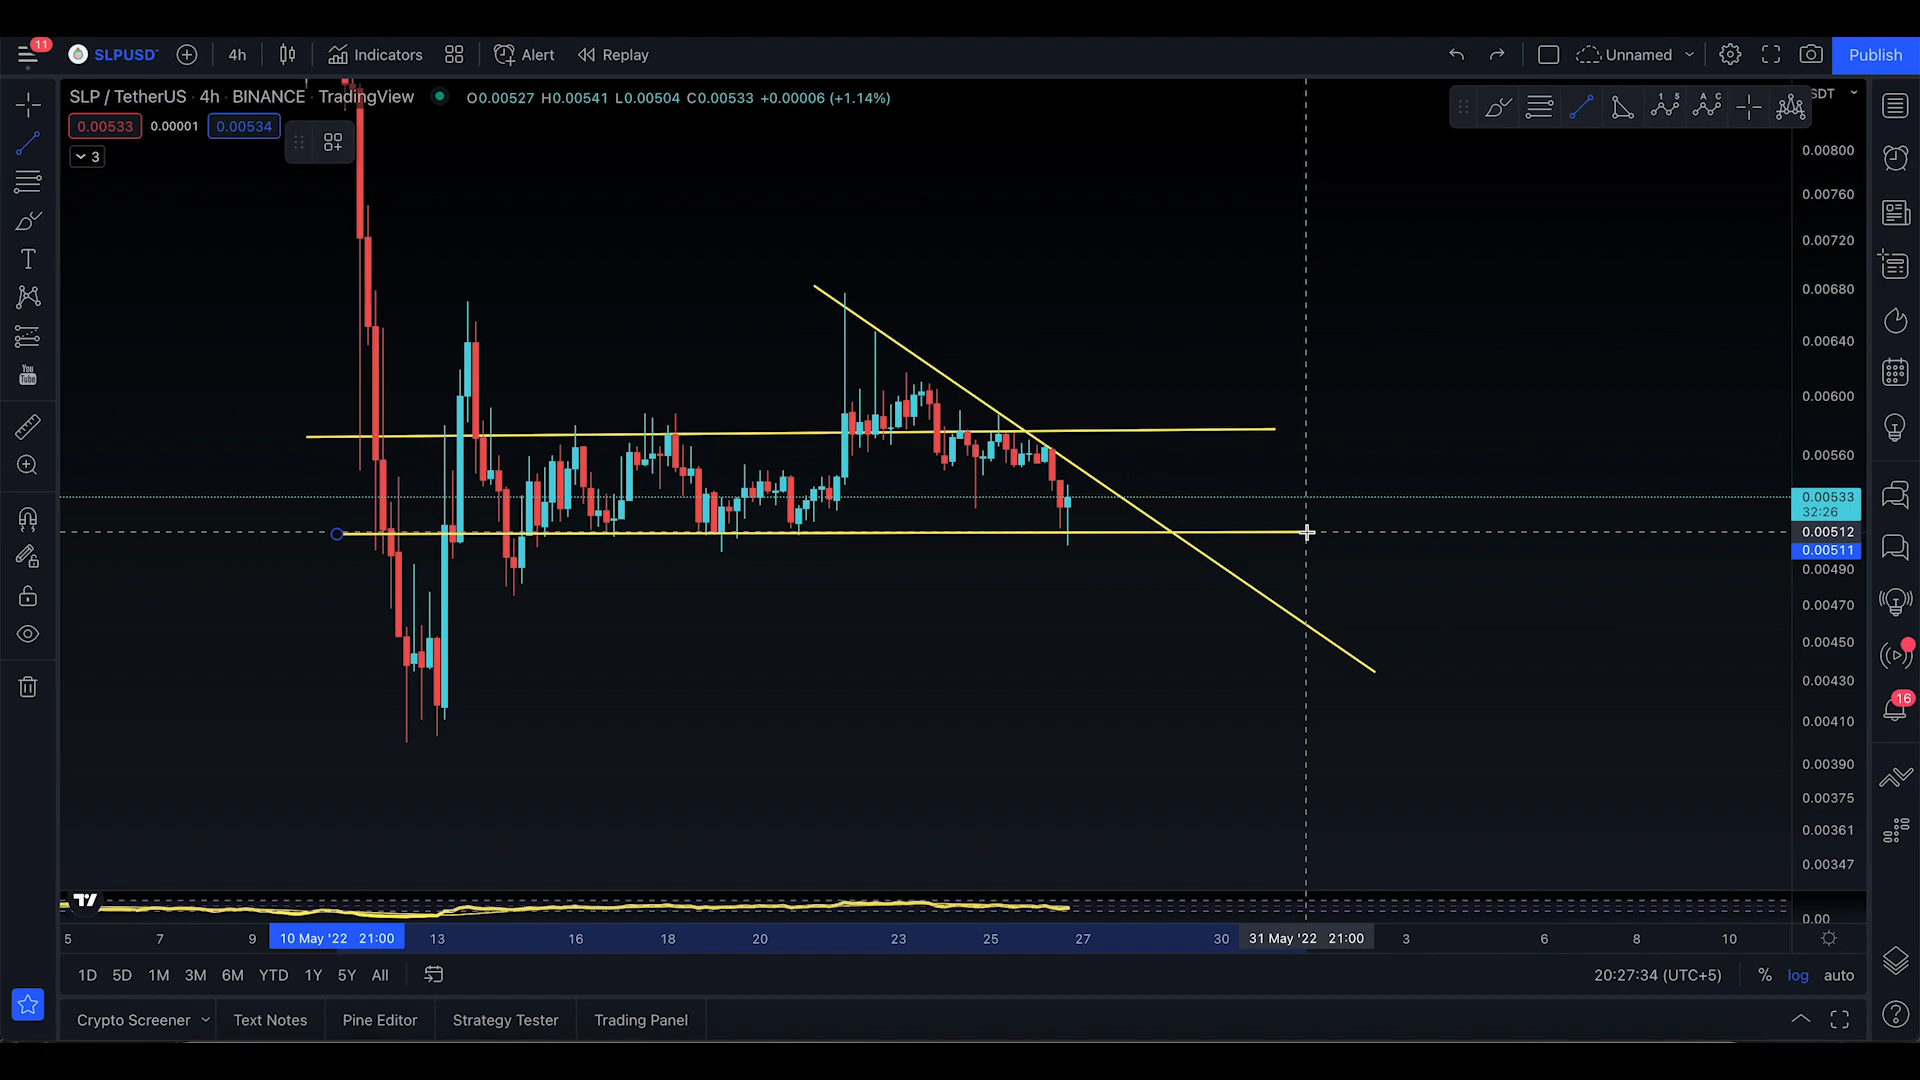 11
SLPUSDT
4h
Indicators
Alert
Replay
Unnamed
Publish
SLP / TetherUS · 4h · BINANCE · TradingView
O0.00527 H0.00541 L0.00504 C0.00533 +0.00006 (+1.14%)
0.00533
0.00001
0.00534
3
1 5
A C
0.00800
0.00760
0.00720
0.00680
0.00640
0.00600
0.00560
0.00533
32:26
0.00512
0.00511
0.00490
0.00470
0.00450
0.00430
0.00410
0.00390
0.00375
0.00361
0.00347
0.00
You Tube
16
5 7 9 10 May '22 21:00 13 16 18 20 23 25 27 30 31 May '22 21:00 3 6 8 10
1D 5D 1M 3M 6M YTD 1Y 5Y All
20:27:34 (UTC+5) % log auto
Crypto Screener
Text Notes
Pine Editor
Strategy Tester
Trading Panel